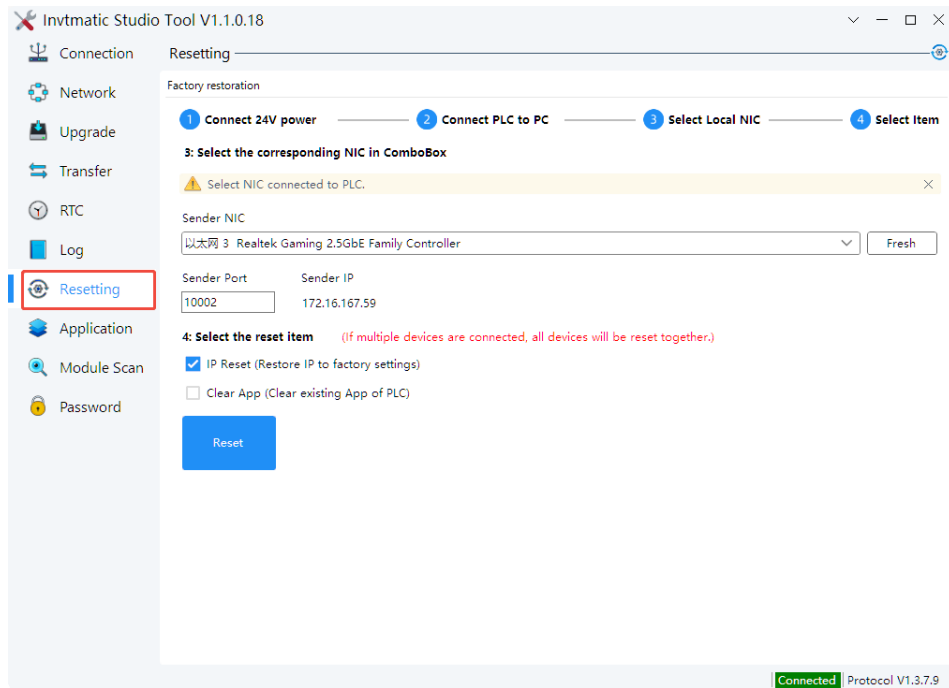 Invtmatic Studio Tool V1.1.0.18
Connection
Network
Upgrade
Transfer
RTC
Log
Resetting
Application
Module Scan
Password
Resetting
Factory restoration
1 Connect 24V power 2 Connect PLC to PC 3 Select Local NIC 4 Select Item
3: Select the corresponding NIC in ComboBox
Select NIC connected to PLC.
Sender NIC
以太网 3 Realtek Gaming 2.5GbE Family Controller Fresh
Sender Port Sender IP
10002 172.16.167.59
4: Select the reset item (If multiple devices are connected, all devices will be reset together.)
IP Reset (Restore IP to factory settings)
Clear App (Clear existing App of PLC)
Reset
Connected Protocol V1.3.7.9